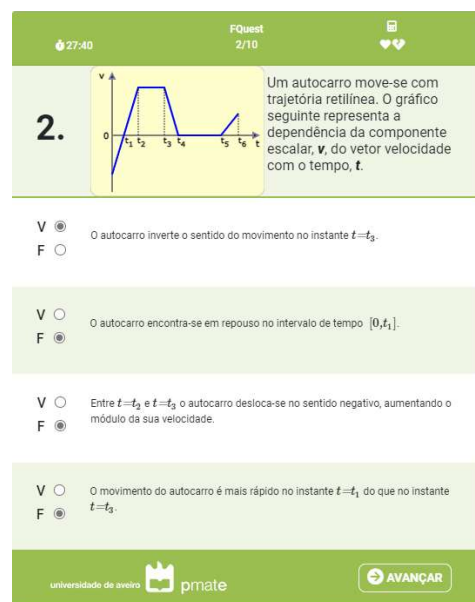 FQuest
27:40
2/10
2.
v
0
t₁ t₂ t₃ t₄ t₅ t₆ t
Um autocarro move-se com
trajetória retilínea. O gráfico
seguinte representa a
dependência da componente
escalar, v, do vetor velocidade
com o tempo, t.
V
F
O autocarro inverte o sentido do movimento no instante t=t₃.
V
F
O autocarro encontra-se em repouso no intervalo de tempo [0,t₁].
V
F
Entre t=t₂ e t=t₃ o autocarro desloca-se no sentido negativo, aumentando o
módulo da sua velocidade.
V
F
O movimento do autocarro é mais rápido no instante t=t₁ do que no instante
t=t₃.
universidade de aveiro
pmate
AVANÇAR